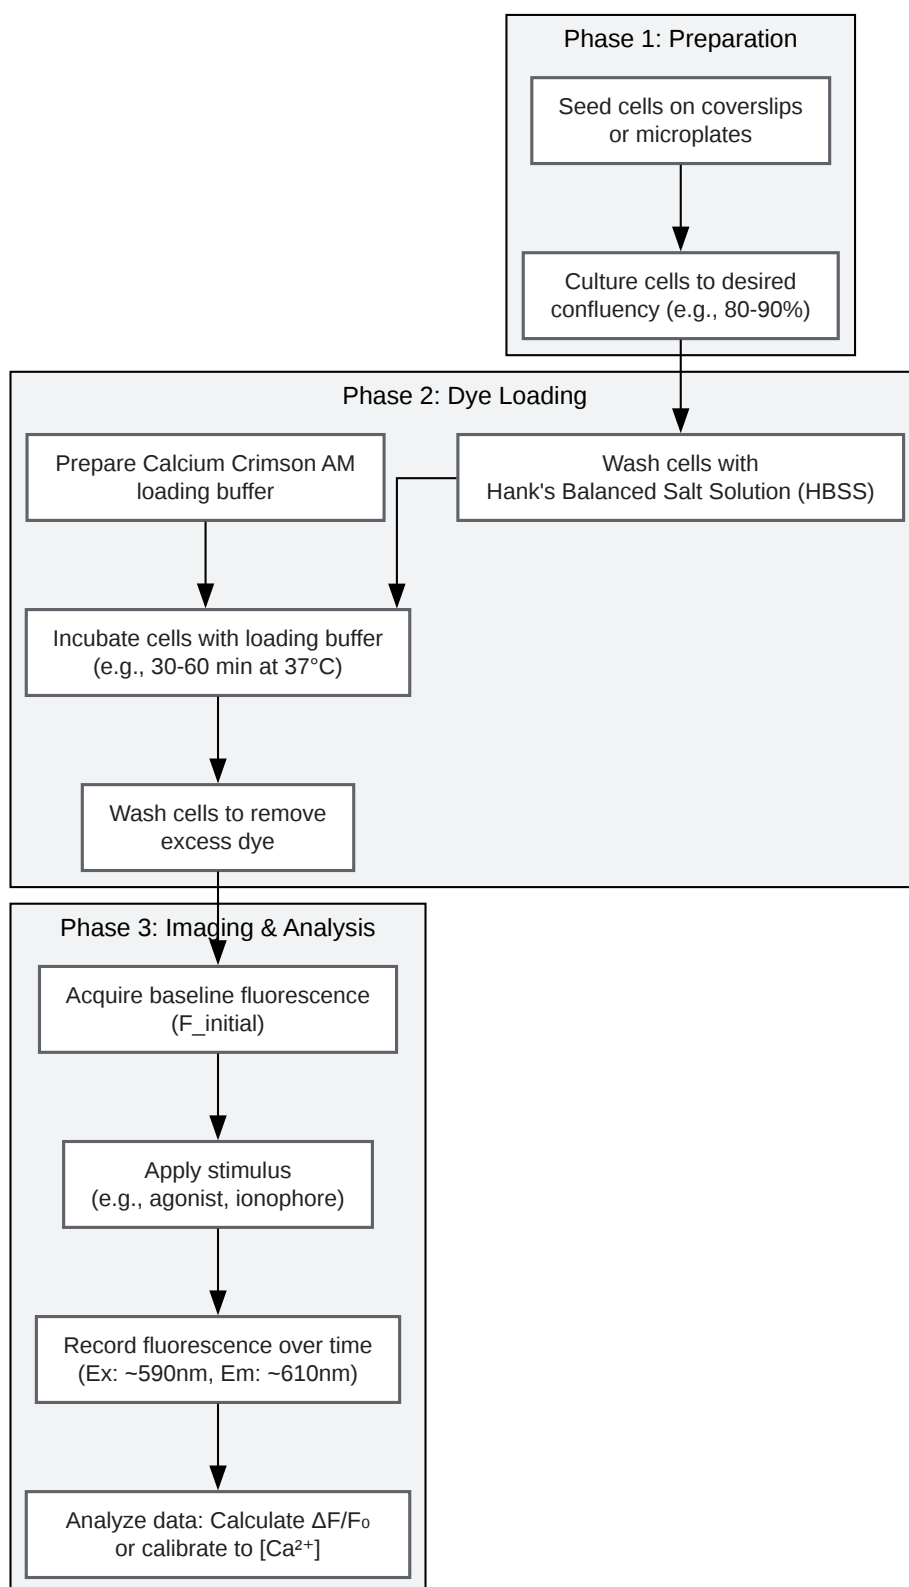 Phase 1: Preparation
Seed cells on coverslips
or microplates
Culture cells to desired
confluency (e.g., 80-90%)
Phase 2: Dye Loading
Prepare Calcium Crimson AM
loading buffer
Wash cells with
Hank's Balanced Salt Solution (HBSS)
Incubate cells with loading buffer
(e.g., 30-60 min at 37°C)
Wash cells to remove
excess dye
Phase 3: Imaging & Analysis
Acquire baseline fluorescence
(F_initial)
Apply stimulus
(e.g., agonist, ionophore)
Record fluorescence over time
(Ex: ~590nm, Em: ~610nm)
Analyze data: Calculate ΔF/F₀
or calibrate to [Ca²⁺]